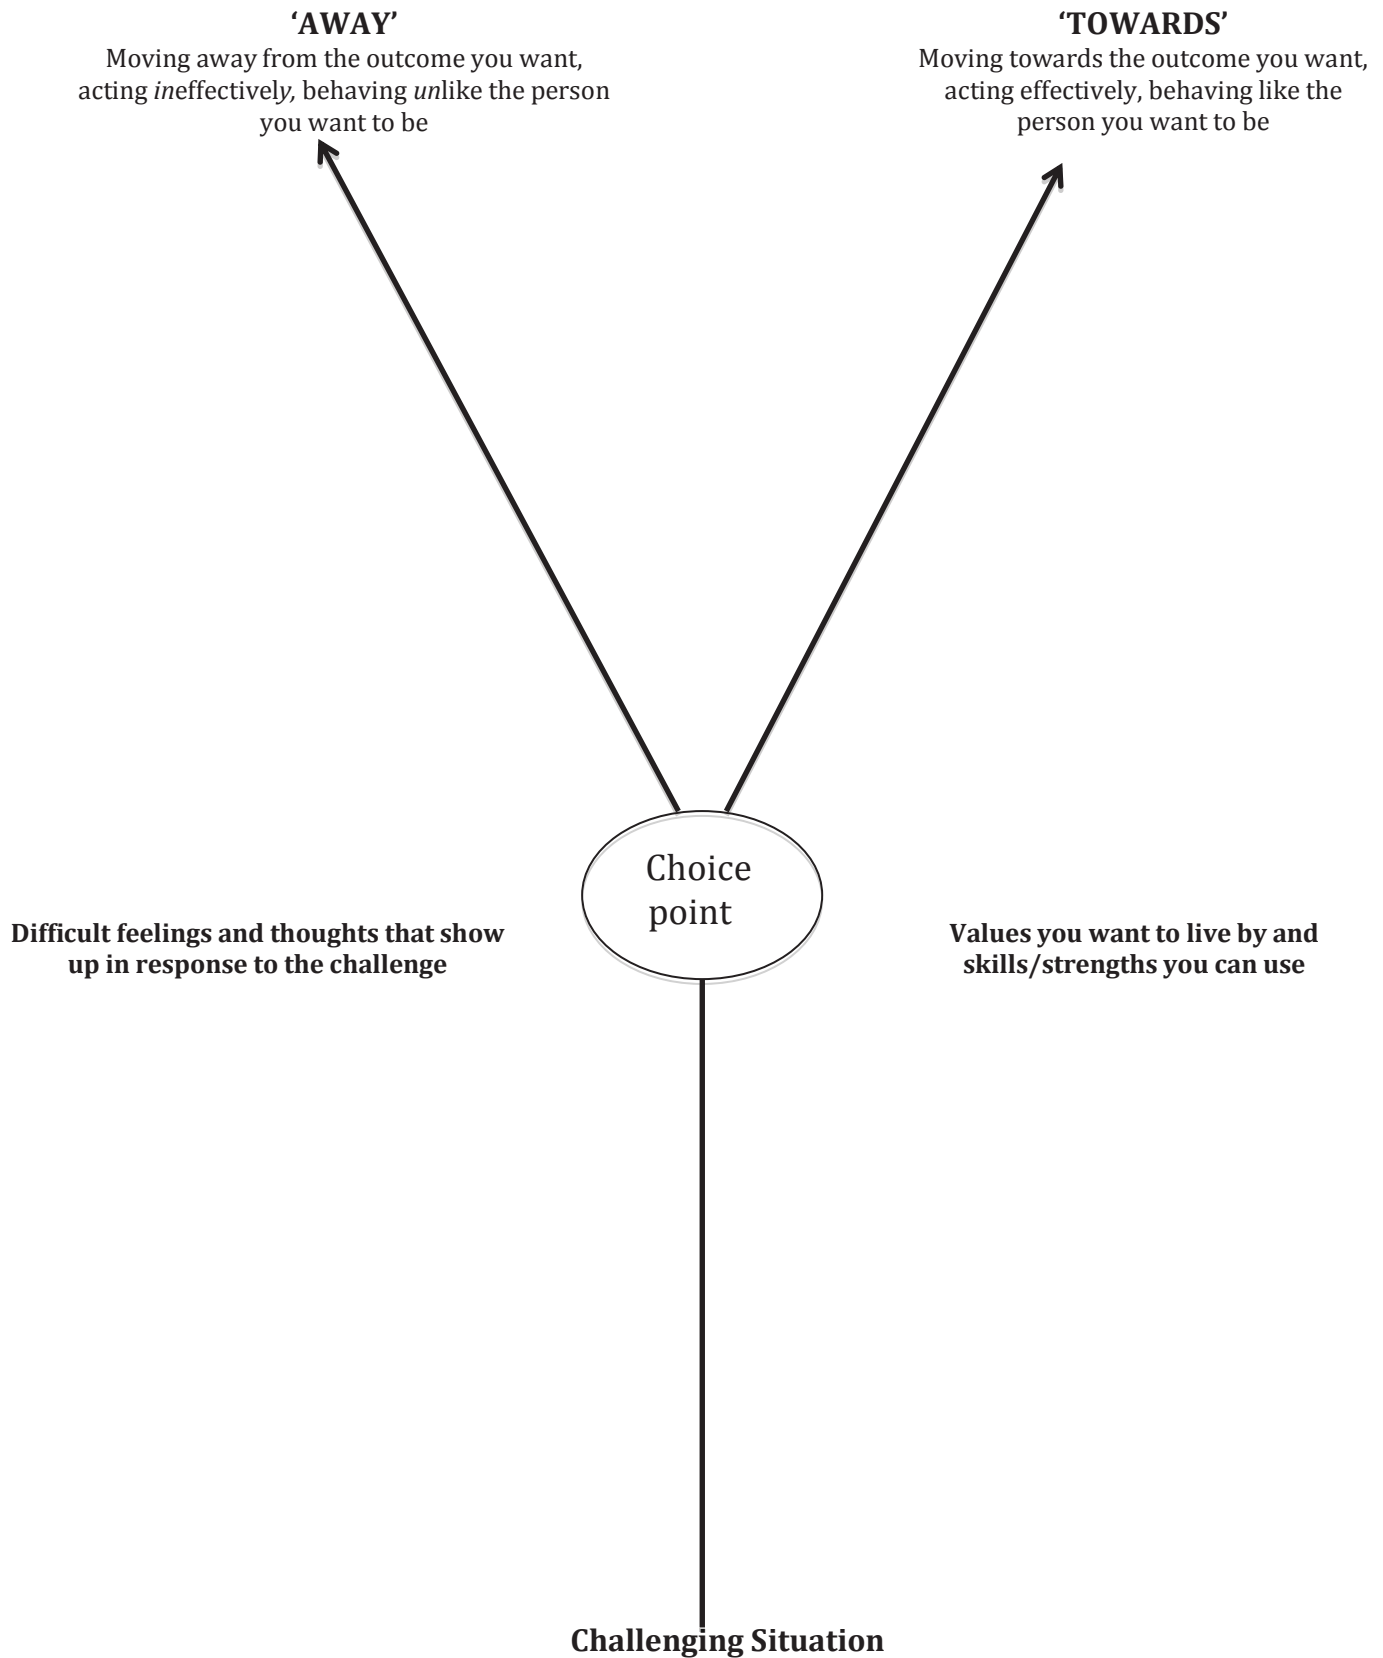 ‘AWAY’
Moving away from the outcome you want,
acting ineffectively, behaving unlike the person
you want to be
‘TOWARDS’
Moving towards the outcome you want,
acting effectively, behaving like the
person you want to be
Choice
point
Difficult feelings and thoughts that show
up in response to the challenge
Values you want to live by and
skills/strengths you can use
Challenging Situation